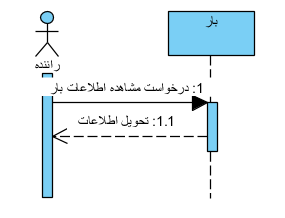 بار
راننده
1: درخواست مشاهده اطلاعات بار
1.1: تحویل اطلاعات